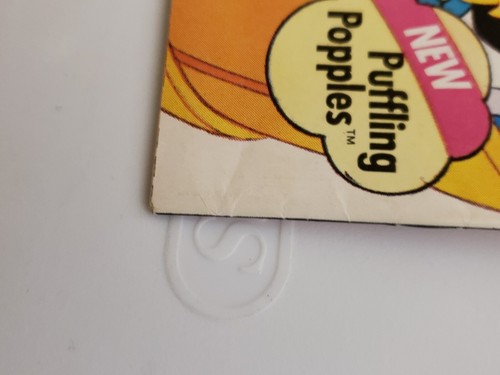 NEW
Puffling
Popples™
S